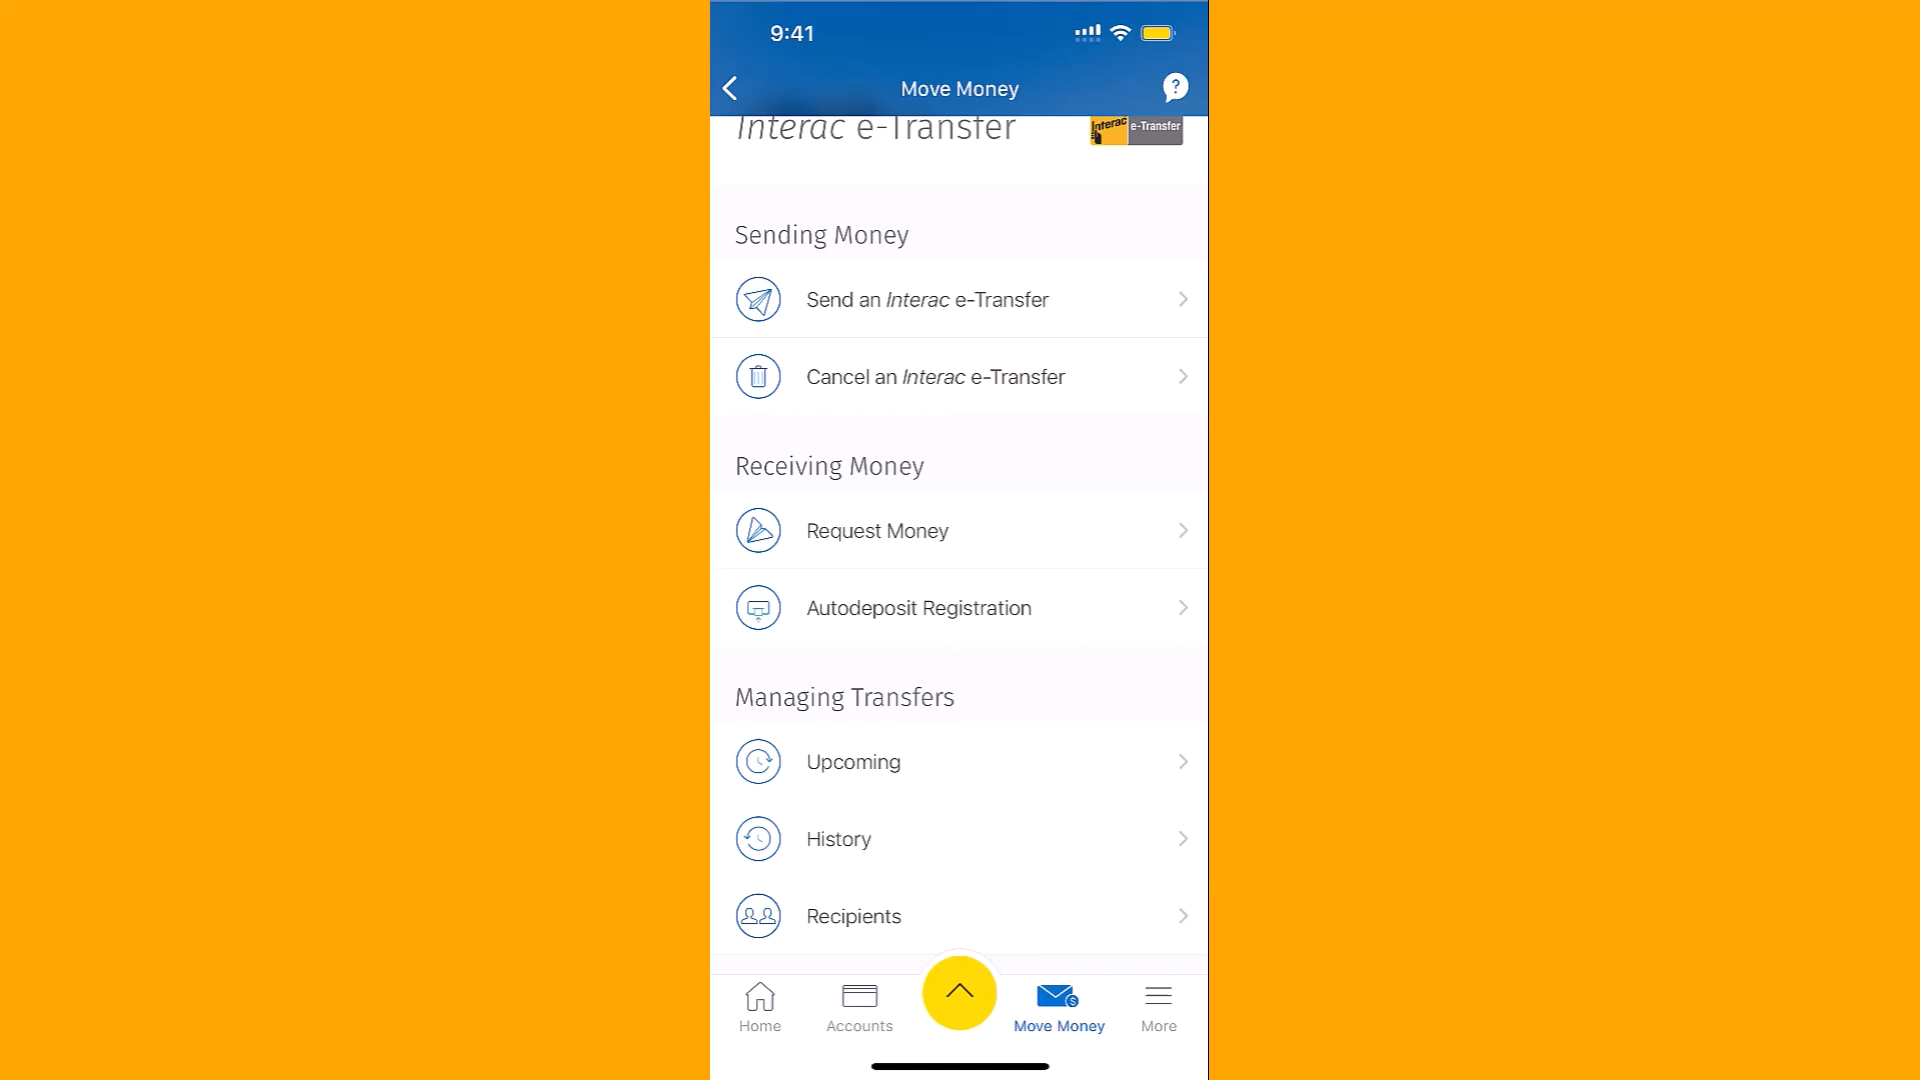 9:41
Move Money
?
Interac e-Transfer
Interac e-Transfer
Sending Money
Send an Interac e-Transfer
Cancel an Interac e-Transfer
Receiving Money
Request Money
Autodeposit Registration
Managing Transfers
Upcoming
History
Recipients
$
Home Accounts Move Money More